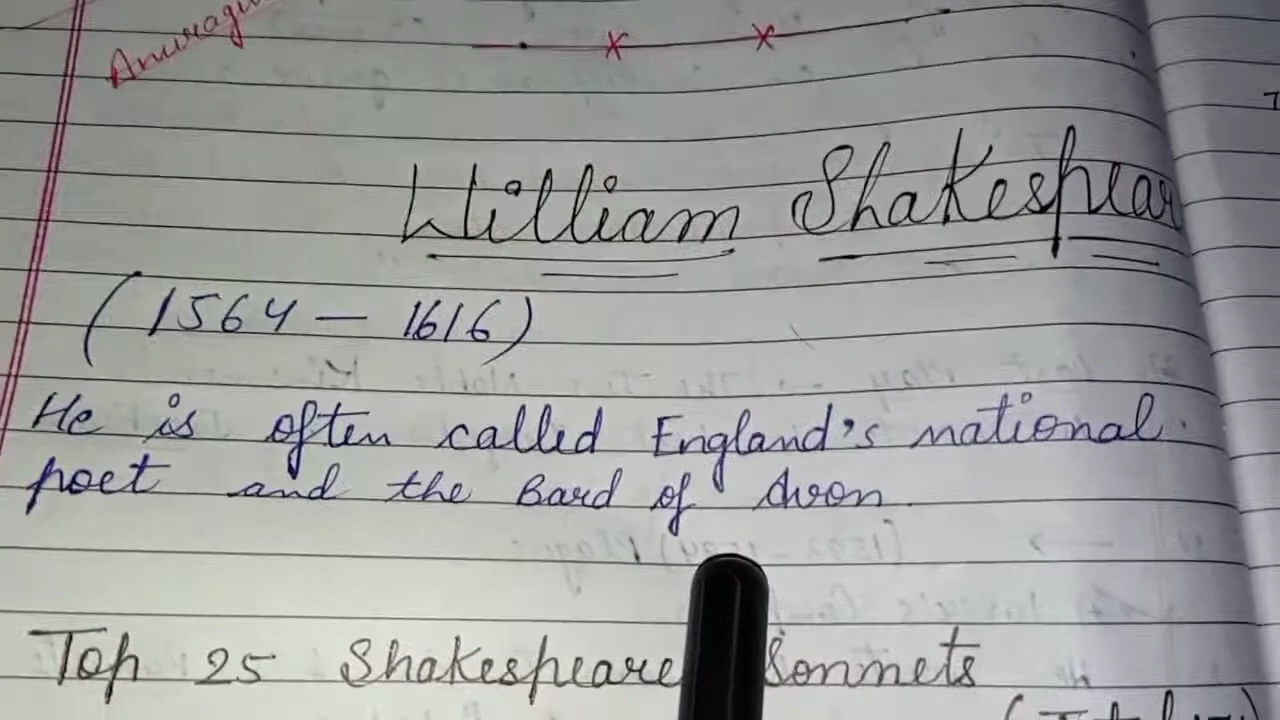 Anurag
William Shakespear
(1564 – 1616)
He is often called England's national
poet and the Bard of Avon
Top 25 Shakespeare Sonnets